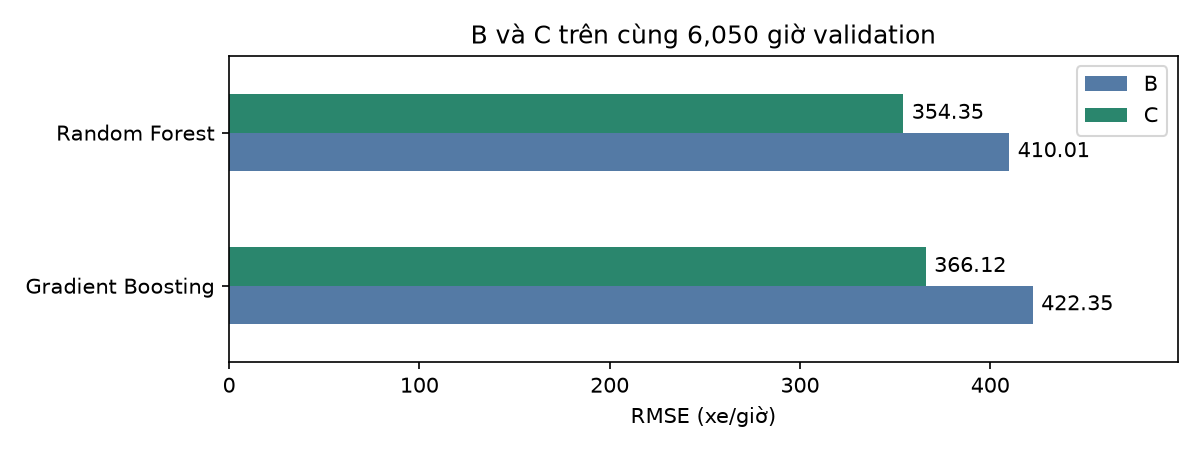 B và C trên cùng 6,050 giờ validation
B
C
Random Forest
354.35
410.01
Gradient Boosting
366.12
422.35
0 100 200 300 400
RMSE (xe/giờ)